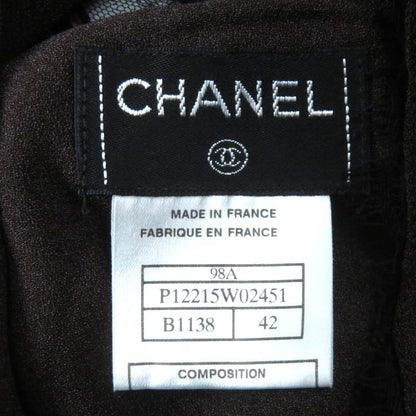 CHANEL
MADE IN FRANCE
FABRIQUE EN FRANCE
98A
P12215W02451
B1138 42
COMPOSITION